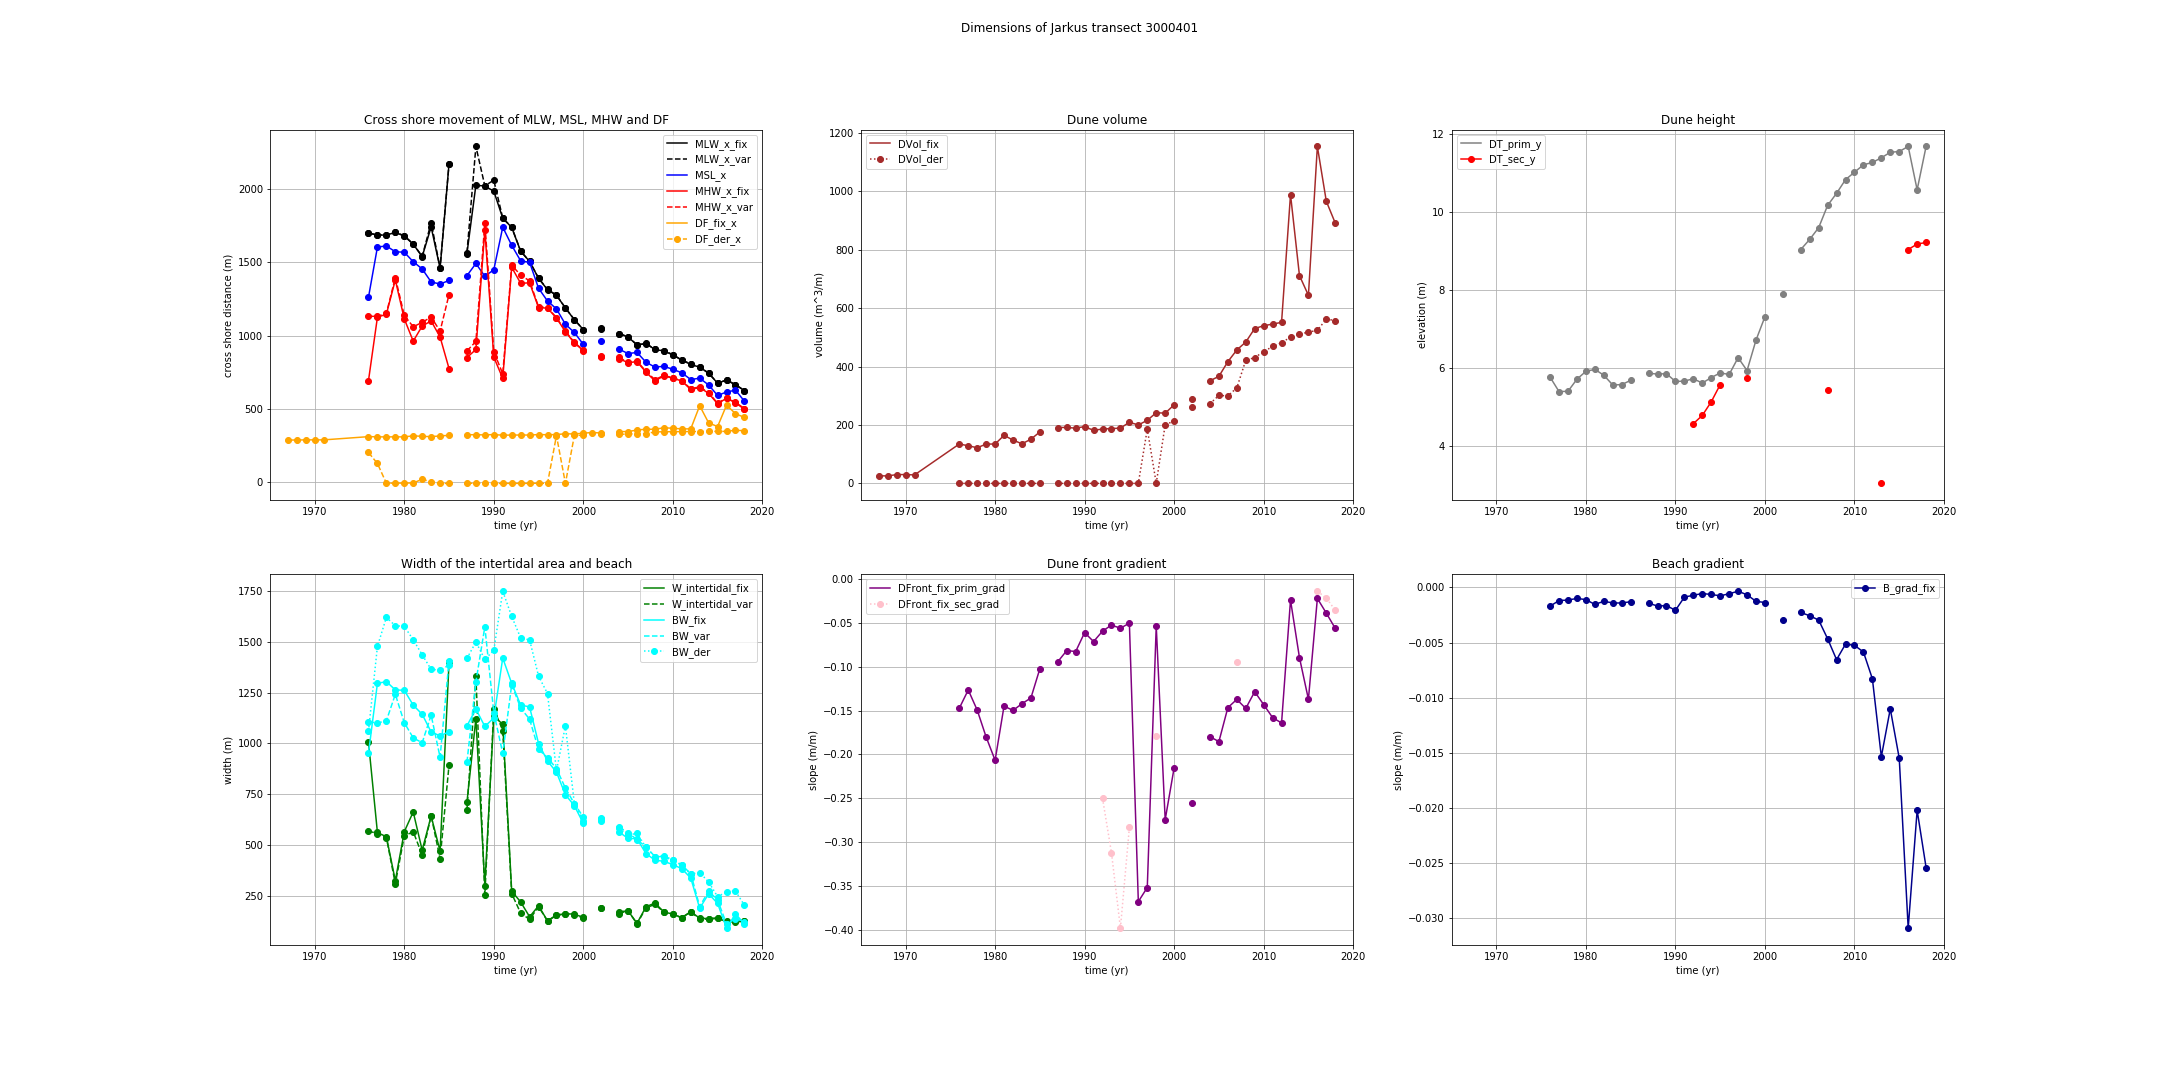 Dimensions of Jarkus transect 3000401
Cross shore movement of MLW, MSL, MHW and DF
cross shore distance (m)
2000
1500
1000
500
0
MLW_x_fix
MLW_x_var
MSL_x
MHW_x_fix
MHW_x_var
DF_fix_x
DF_der_x
1970 1980 1990 2000 2010 2020
time (yr)
Dune volume
volume (m^3/m)
1200
1000
800
600
400
200
0
DVol_fix
DVol_der
1970 1980 1990 2000 2010 2020
time (yr)
Dune height
elevation (m)
12
10
8
6
4
DT_prim_y
DT_sec_y
1970 1980 1990 2000 2010 2020
time (yr)
Width of the intertidal area and beach
width (m)
1750
1500
1250
1000
750
500
250
W_intertidal_fix
W_intertidal_var
BW_fix
BW_var
BW_der
1970 1980 1990 2000 2010 2020
time (yr)
Dune front gradient
slope (m/m)
0.00
−0.05
−0.10
−0.15
−0.20
−0.25
−0.30
−0.35
−0.40
DFront_fix_prim_grad
DFront_fix_sec_grad
1970 1980 1990 2000 2010 2020
time (yr)
Beach gradient
slope (m/m)
0.000
−0.005
−0.010
−0.015
−0.020
−0.025
−0.030
B_grad_fix
1970 1980 1990 2000 2010 2020
time (yr)